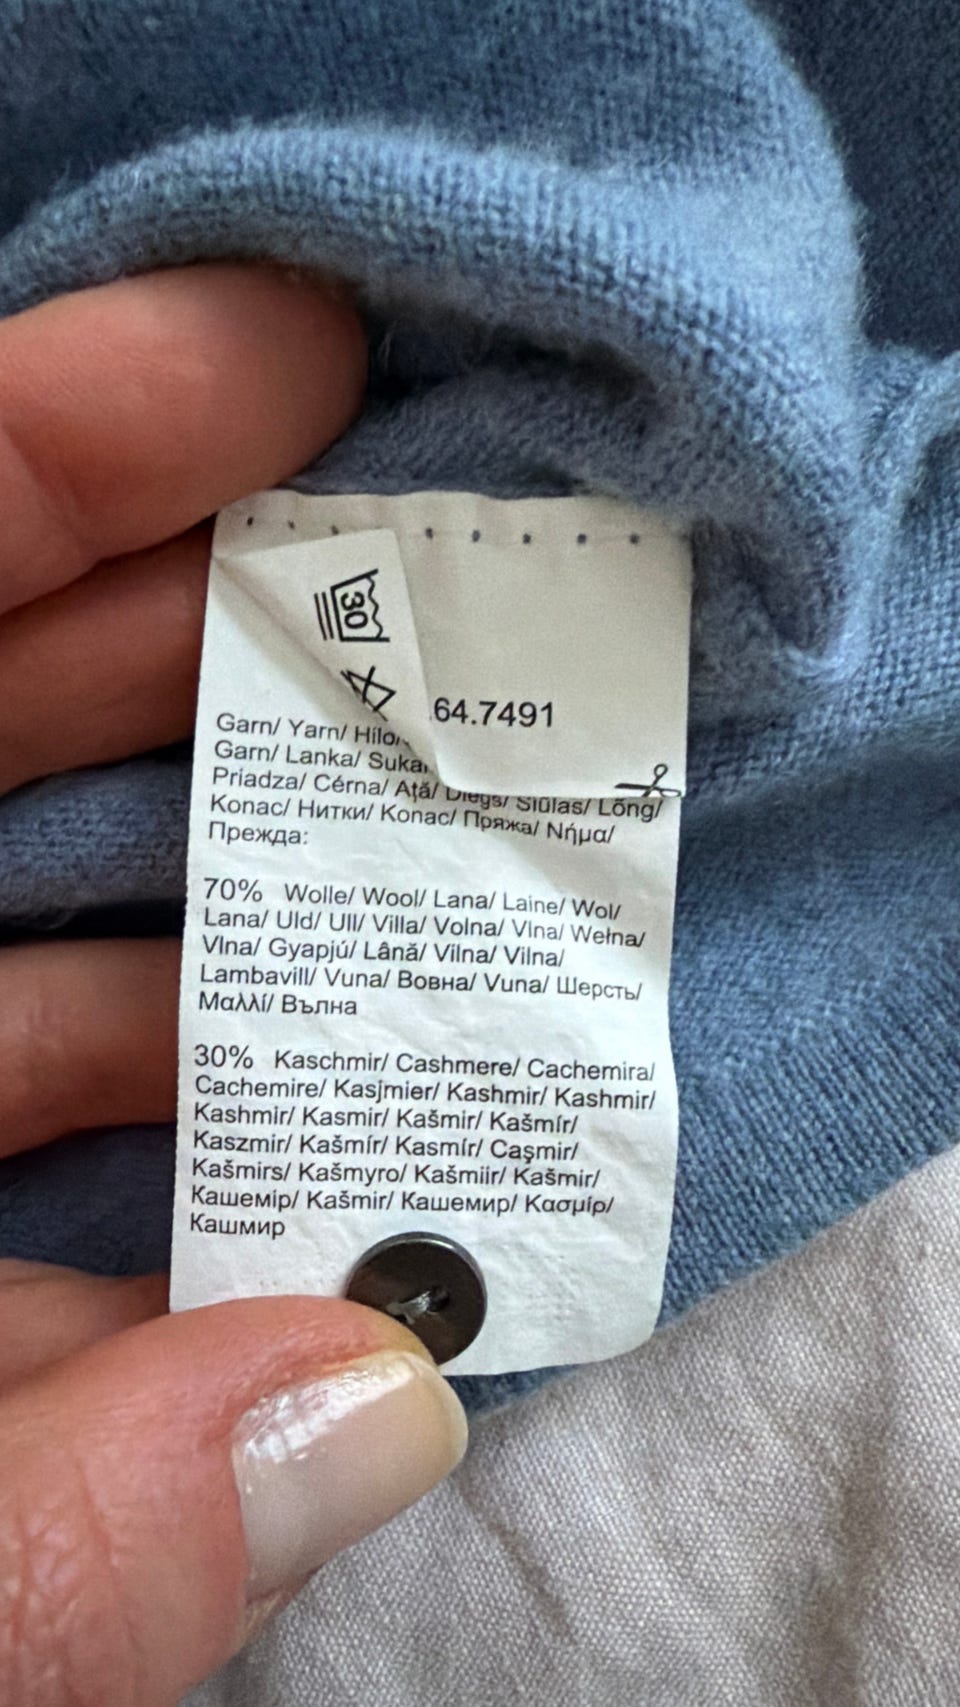 30
64.7491
Garn/ Yarn/ Hilo/
Garn/ Lanka/
Priadza/ Cérna/ Aţă/ Diegs/ Siūlas/ Lõng/
Konac/ Нитки/ Konac/ Пряжа/ Νήμα/
Прежда:
70% Wolle/ Wool/ Lana/ Laine/ Wol/
Lana/ Uld/ Ull/ Villa/ Volna/ Vlna/ Wełna/
Vlna/ Gyapjú/ Lână/ Vilna/ Vilna/
Lambavill/ Vuna/ Вовна/ Vuna/ Шерсть/
Μαλλί/ Вълна
30% Kaschmir/ Cashmere/ Cachemira/
Cachemire/ Kasjmier/ Kashmir/ Kashmir/
Kashmir/ Kasmir/ Kašmir/ Kašmír/
Kaszmir/ Kašmír/ Kasmír/ Caşmir/
Kašmirs/ Kašmyro/ Kašmiir/ Kašmir/
Кашемір/ Kašmir/ Кашемир/ Κασμίρ/
Кашмир